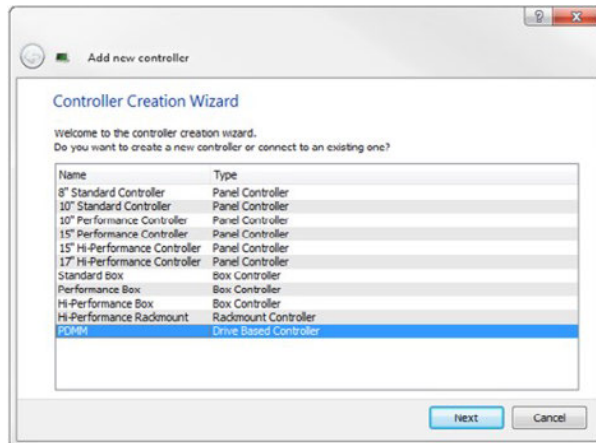 Add new controller
Controller Creation Wizard
Welcome to the controller creation wizard.
Do you want to create a new controller or connect to an existing one?
Name Type
8" Standard Controller Panel Controller
10" Standard Controller Panel Controller
10" Performance Controller Panel Controller
15" Performance Controller Panel Controller
15" Hi-Performance Controller Panel Controller
17" Hi-Performance Controller Panel Controller
Standard Box Box Controller
Performance Box Box Controller
Hi-Performance Box Box Controller
Hi-Performance Rackmount Rackmount Controller
PDMM Drive Based Controller
Next Cancel